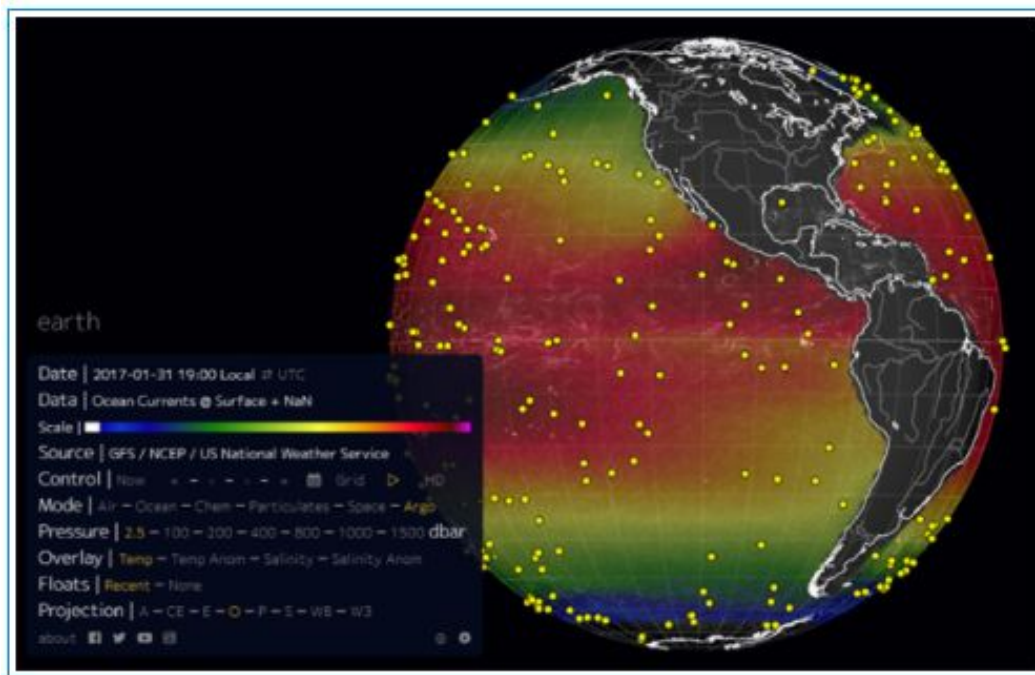 earth
Date | 2017-01-31 19:00 Local ⇄ UTC
Data | Ocean Currents @ Surface + NaN
Scale |
Source | GFS / NCEP / US National Weather Service
Control | Now « – ‹ – › – » Grid HD
Mode | Air – Ocean – Chem – Particulates – Space – Argo
Pressure | 2.5 – 100 – 200 – 400 – 800 – 1000 – 1500 dbar
Overlay | Temp – Temp Anom – Salinity – Salinity Anom
Floats | Recent – None
Projection | A – CE – E – O – P – S – WB – W3
about